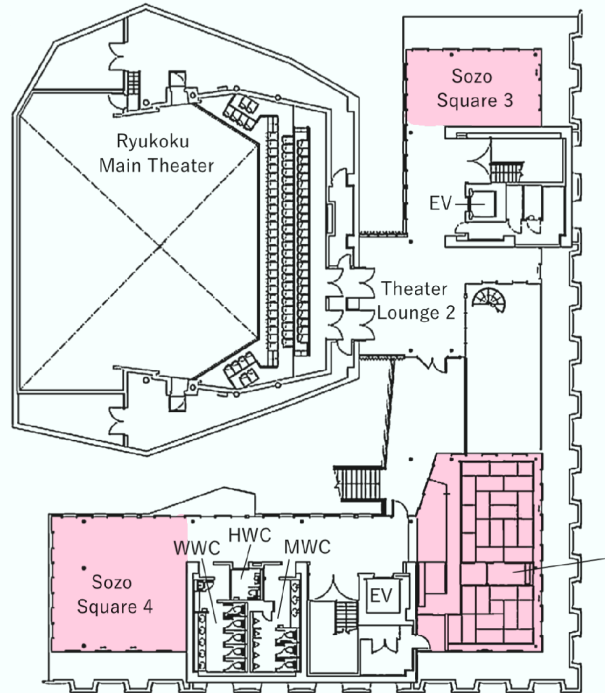 Sozo
Square 3
Ryukoku
Main Theater
EV
Theater
Lounge 2
HWC
WWC
MWC
Sozo
Square 4
EV